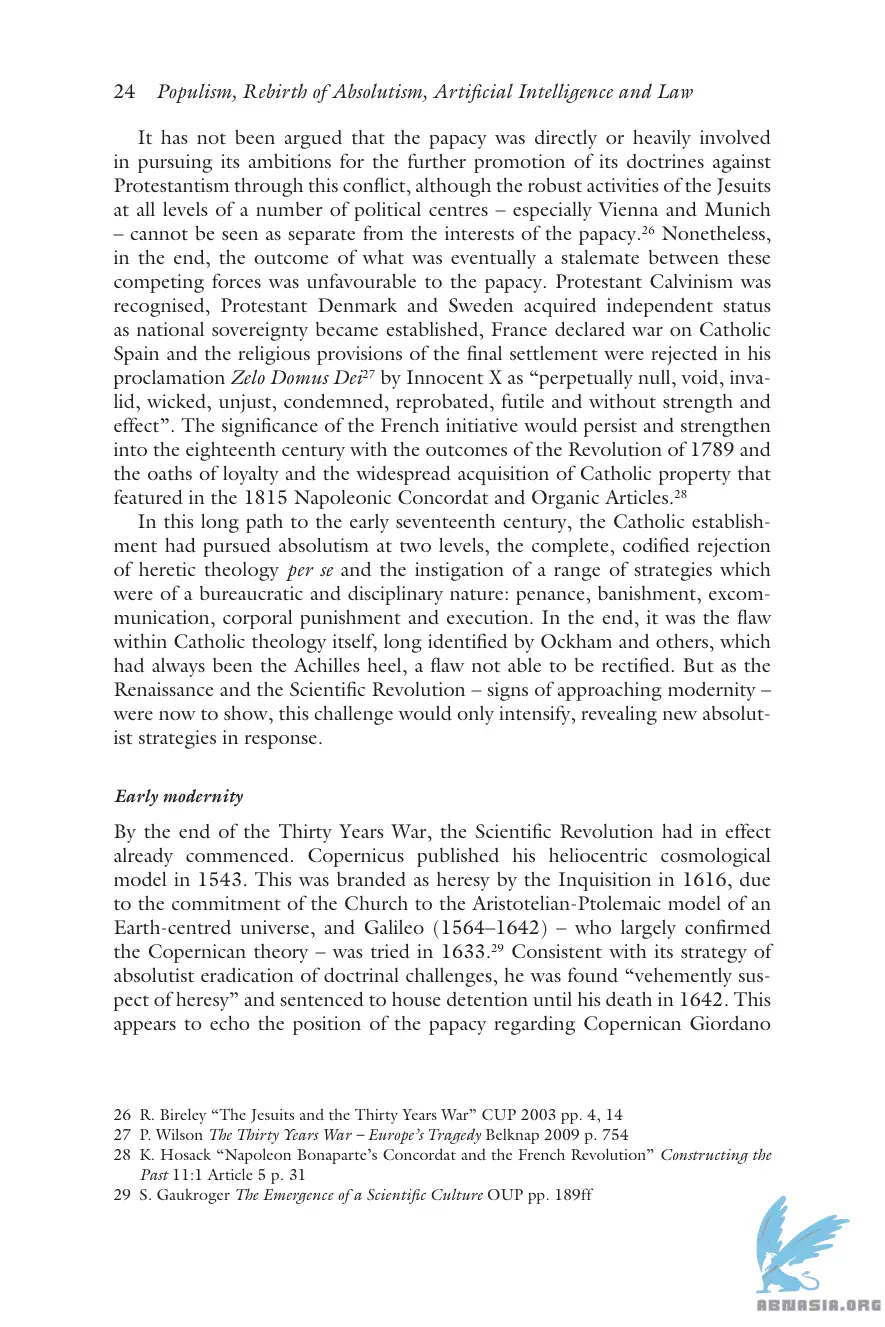 24 Populism, Rebirth of Absolutism, Artificial Intelligence and Law
It has not been argued that the papacy was directly or heavily involved
in pursuing its ambitions for the further promotion of its doctrines against
Protestantism through this conflict, although the robust activities of the Jesuits
at all levels of a number of political centres – especially Vienna and Munich
– cannot be seen as separate from the interests of the papacy.26 Nonetheless,
in the end, the outcome of what was eventually a stalemate between these
competing forces was unfavourable to the papacy. Protestant Calvinism was
recognised, Protestant Denmark and Sweden acquired independent status
as national sovereignty became established, France declared war on Catholic
Spain and the religious provisions of the final settlement were rejected in his
proclamation Zelo Domus Dei27 by Innocent X as “perpetually null, void, inva-
lid, wicked, unjust, condemned, reprobated, futile and without strength and
effect”. The significance of the French initiative would persist and strengthen
into the eighteenth century with the outcomes of the Revolution of 1789 and
the oaths of loyalty and the widespread acquisition of Catholic property that
featured in the 1815 Napoleonic Concordat and Organic Articles.28
In this long path to the early seventeenth century, the Catholic establish-
ment had pursued absolutism at two levels, the complete, codified rejection
of heretic theology per se and the instigation of a range of strategies which
were of a bureaucratic and disciplinary nature: penance, banishment, excom-
munication, corporal punishment and execution. In the end, it was the flaw
within Catholic theology itself, long identified by Ockham and others, which
had always been the Achilles heel, a flaw not able to be rectified. But as the
Renaissance and the Scientific Revolution – signs of approaching modernity –
were now to show, this challenge would only intensify, revealing new absolut-
ist strategies in response.
Early modernity
By the end of the Thirty Years War, the Scientific Revolution had in effect
already commenced. Copernicus published his heliocentric cosmological
model in 1543. This was branded as heresy by the Inquisition in 1616, due
to the commitment of the Church to the Aristotelian-Ptolemaic model of an
Earth-centred universe, and Galileo (1564–1642) – who largely confirmed
the Copernican theory – was tried in 1633.29 Consistent with its strategy of
absolutist eradication of doctrinal challenges, he was found “vehemently sus-
pect of heresy” and sentenced to house detention until his death in 1642. This
appears to echo the position of the papacy regarding Copernican Giordano
26 R. Bireley “The Jesuits and the Thirty Years War” CUP 2003 pp. 4, 14
27 P. Wilson The Thirty Years War – Europe’s Tragedy Belknap 2009 p. 754
28 K. Hosack “Napoleon Bonaparte’s Concordat and the French Revolution” Constructing the
Past 11:1 Article 5 p. 31
29 S. Gaukroger The Emergence of a Scientific Culture OUP pp. 189ff
ABNASIA.ORG